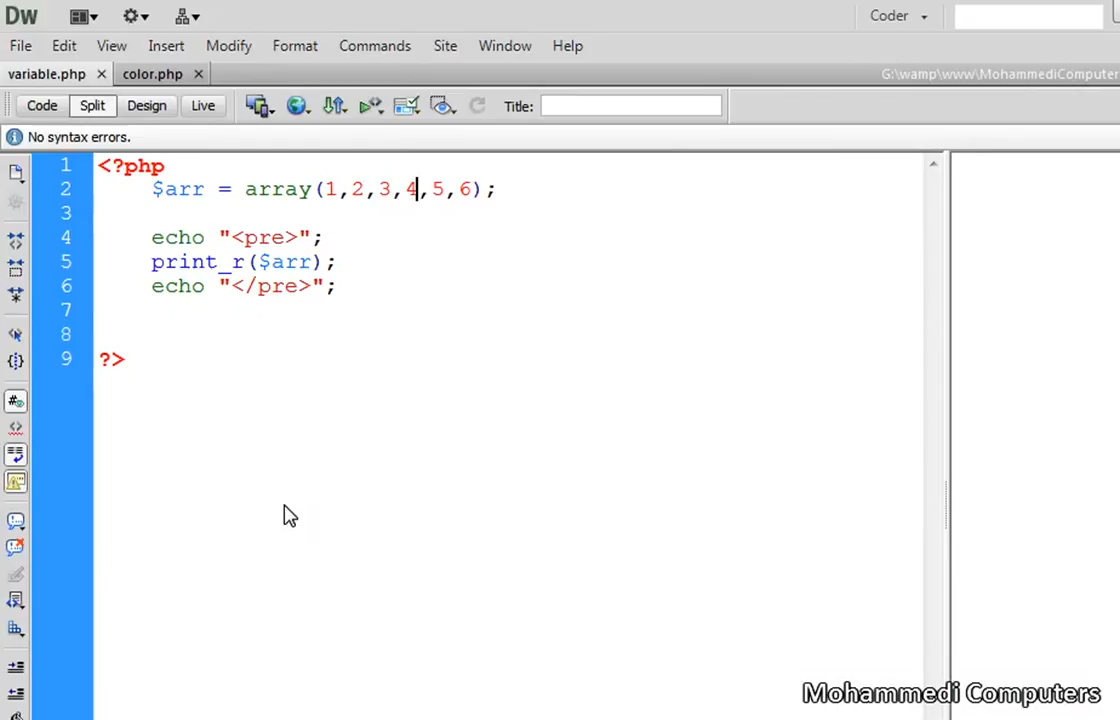 Dw
Coder
File Edit View Insert Modify Format Commands Site Window Help
variable.php color.php G:\wamp\www\MohammediComputer
Code Split Design Live Title:
No syntax errors.
1 <?php
2 $arr = array(1,2,3,4,5,6);
3
4 echo "<pre>";
5 print_r($arr);
6 echo "</pre>";
7
8
9 ?>
Mohammedi Computers